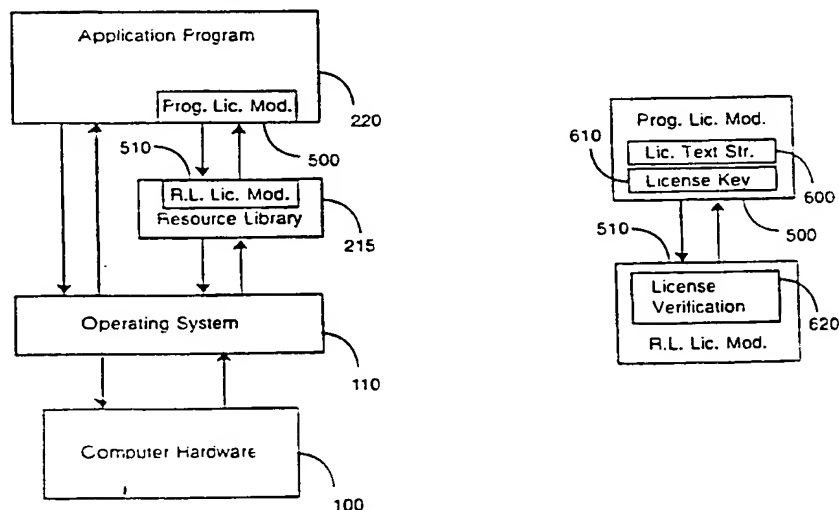 Application Program
Prog. Lic. Mod.
220
500
510
R.L. Lic. Mod.
Resource Library
215
Operating System
110
Computer Hardware
100
Prog. Lic. Mod.
610
Lic. Text Str.
License Key
600
500
510
License
Verification
620
R.L. Lic. Mod.